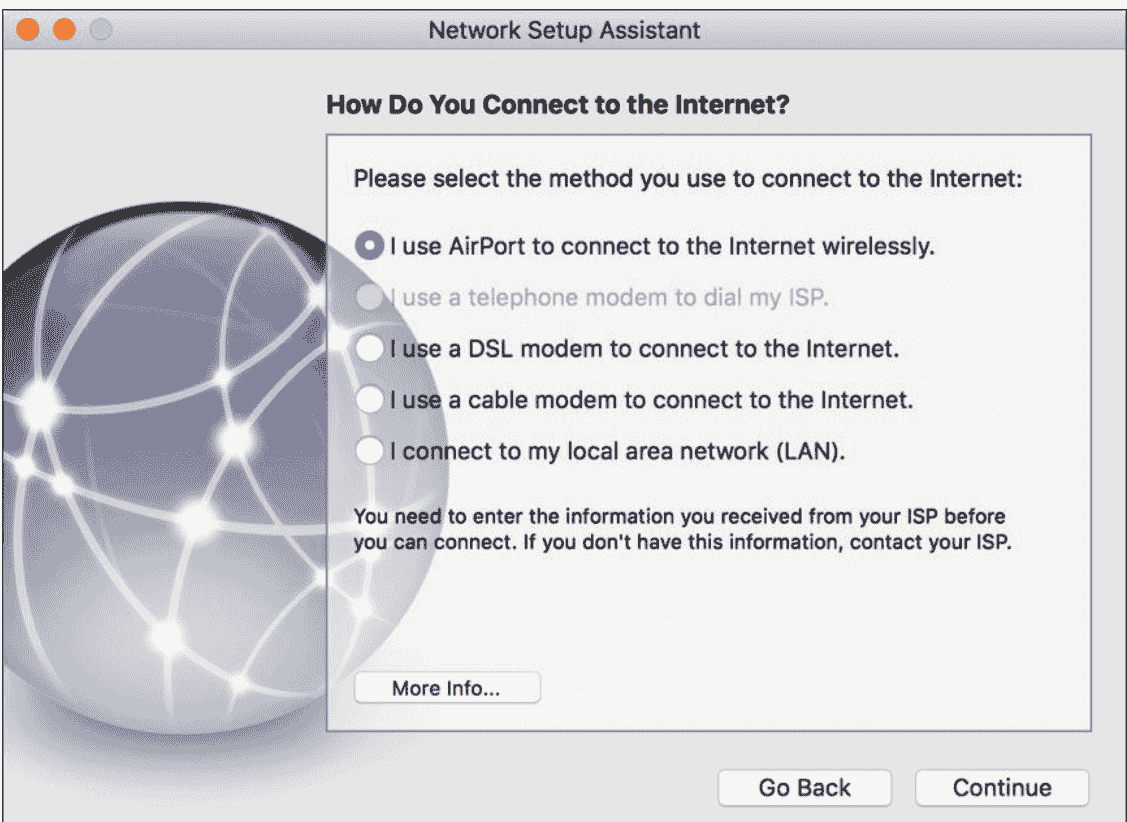 Network Setup Assistant
How Do You Connect to the Internet?
Please select the method you use to connect to the Internet:
I use AirPort to connect to the Internet wirelessly.
I use a telephone modem to dial my ISP.
I use a DSL modem to connect to the Internet.
I use a cable modem to connect to the Internet.
I connect to my local area network (LAN).
You need to enter the information you received from your ISP before
you can connect. If you don't have this information, contact your ISP.
More Info...
Go Back Continue